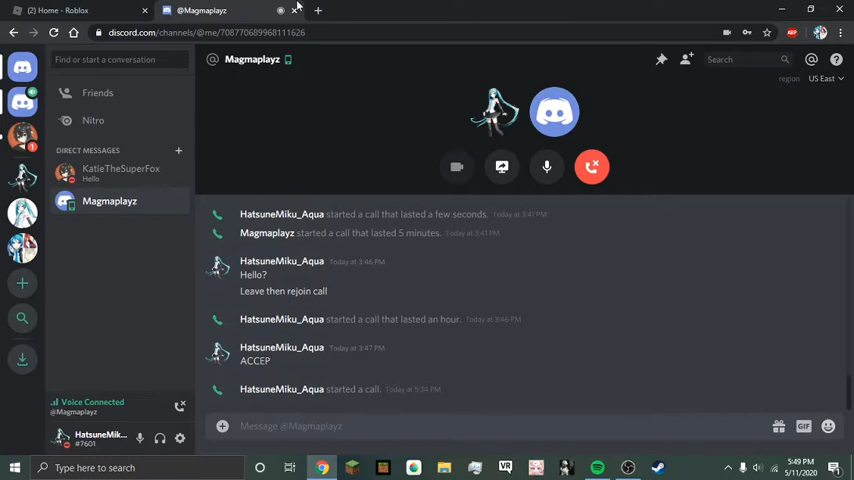 (2) Home - Roblox
@Magmaplayz
discord.com/channels/@me/708770689968111626
ABP
Find or start a conversation
@ Magmaplayz
Search
region US East
Friends
Nitro
DIRECT MESSAGES
KatieTheSuperFox
Hello
Magmaplayz
1
HatsuneMiku_Aqua started a call that lasted a few seconds. Today at 3:41 PM
Magmaplayz started a call that lasted 5 minutes. Today at 3:41 PM
HatsuneMiku_Aqua Today at 3:46 PM
Hello?
Leave then rejoin call
HatsuneMiku_Aqua started a call that lasted an hour. Today at 3:46 PM
HatsuneMiku_Aqua Today at 3:47 PM
ACCEP
HatsuneMiku_Aqua started a call. Today at 5:34 PM
Voice Connected
@Magmaplayz
HatsuneMik...
#7601
Message @Magmaplayz
GIF
Type here to search
VR
5:49 PM
5/11/2020